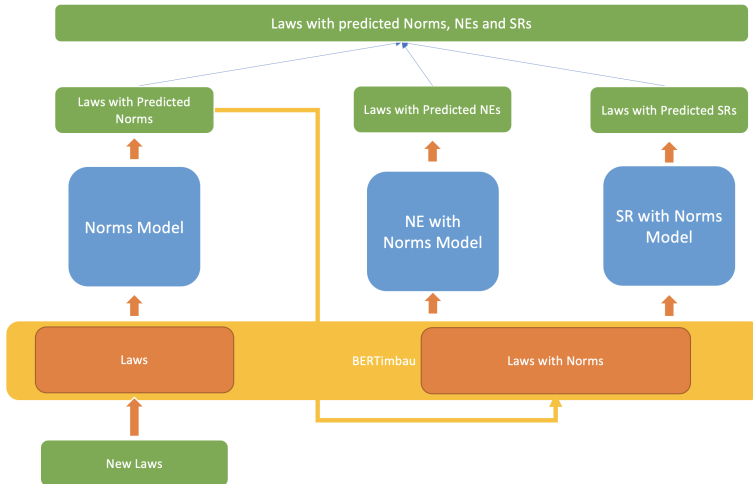 Laws with predicted Norms, NEs and SRs
Laws with Predicted
Norms
Laws with Predicted NEs
Laws with Predicted SRs
Norms Model
NE with
Norms Model
SR with Norms
Model
Laws
BERTimbau
Laws with Norms
New Laws